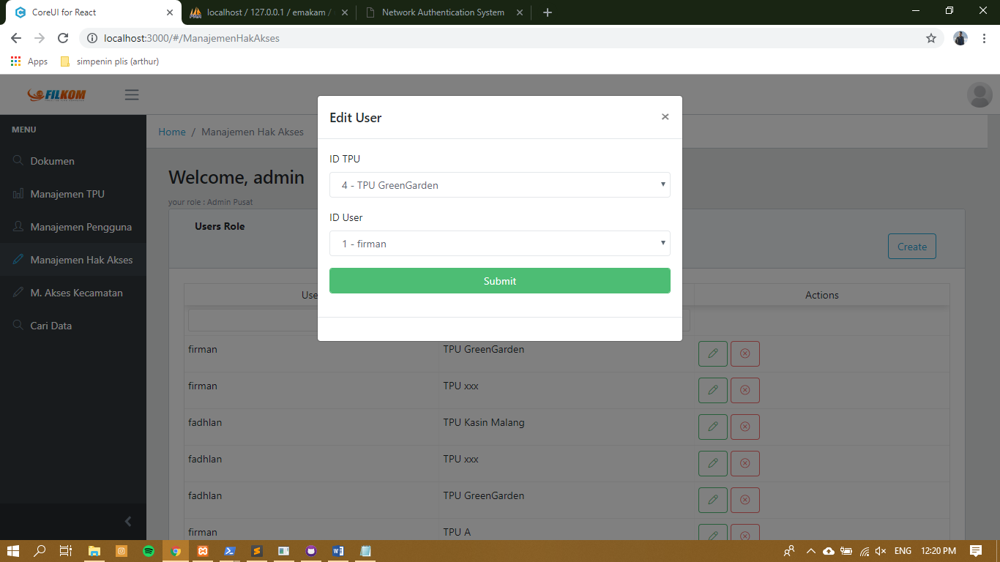 CoreUI for React
localhost / 127.0.0.1 / emakam /
Network Authentication System
localhost:3000/#/ManajemenHakAkses
Apps
simpenin plis (arthur)
FILKOM
MENU
Dokumen
Manajemen TPU
Manajemen Pengguna
Manajemen Hak Akses
M. Akses Kecamatan
Cari Data
Home / Manajemen Hak Akses
Welcome, admin
your role : Admin Pusat
Users Role
Create
Edit User
ID TPU
4 - TPU GreenGarden
ID User
1 - firman
Submit
Use
Actions
firman TPU GreenGarden
firman TPU xxx
fadhlan TPU Kasin Malang
fadhlan TPU xxx
fadhlan TPU GreenGarden
firman TPU A
ENG 12:20 PM